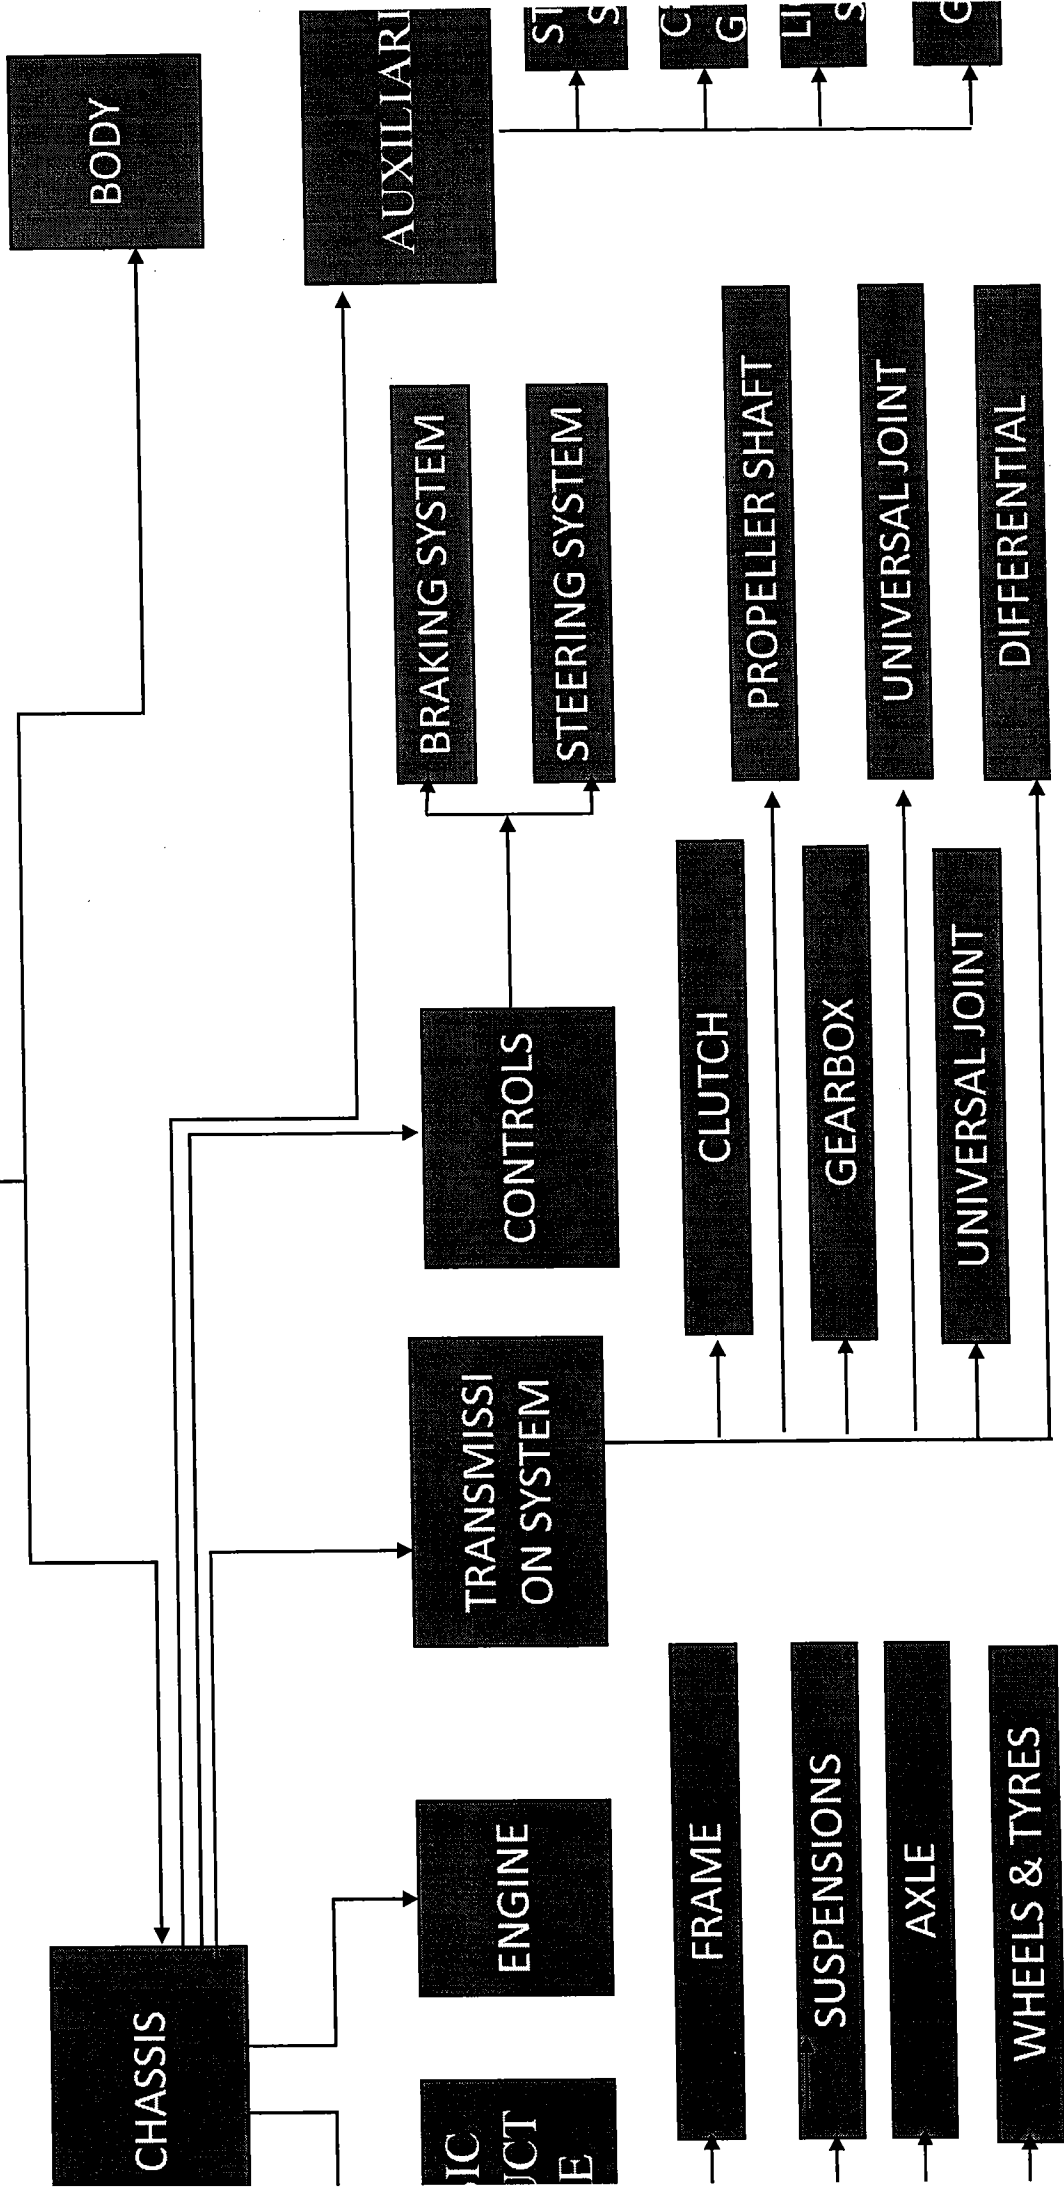 CHASSIS
BODY
ENGINE
TRANSMISSI
ON SYSTEM
CONTROLS
AUXILIARI
BRAKING SYSTEM
STEERING SYSTEM
FRAME
SUSPENSIONS
AXLE
WHEELS & TYRES
CLUTCH
GEARBOX
UNIVERSAL JOINT
PROPELLER SHAFT
UNIVERSAL JOINT
DIFFERENTIAL